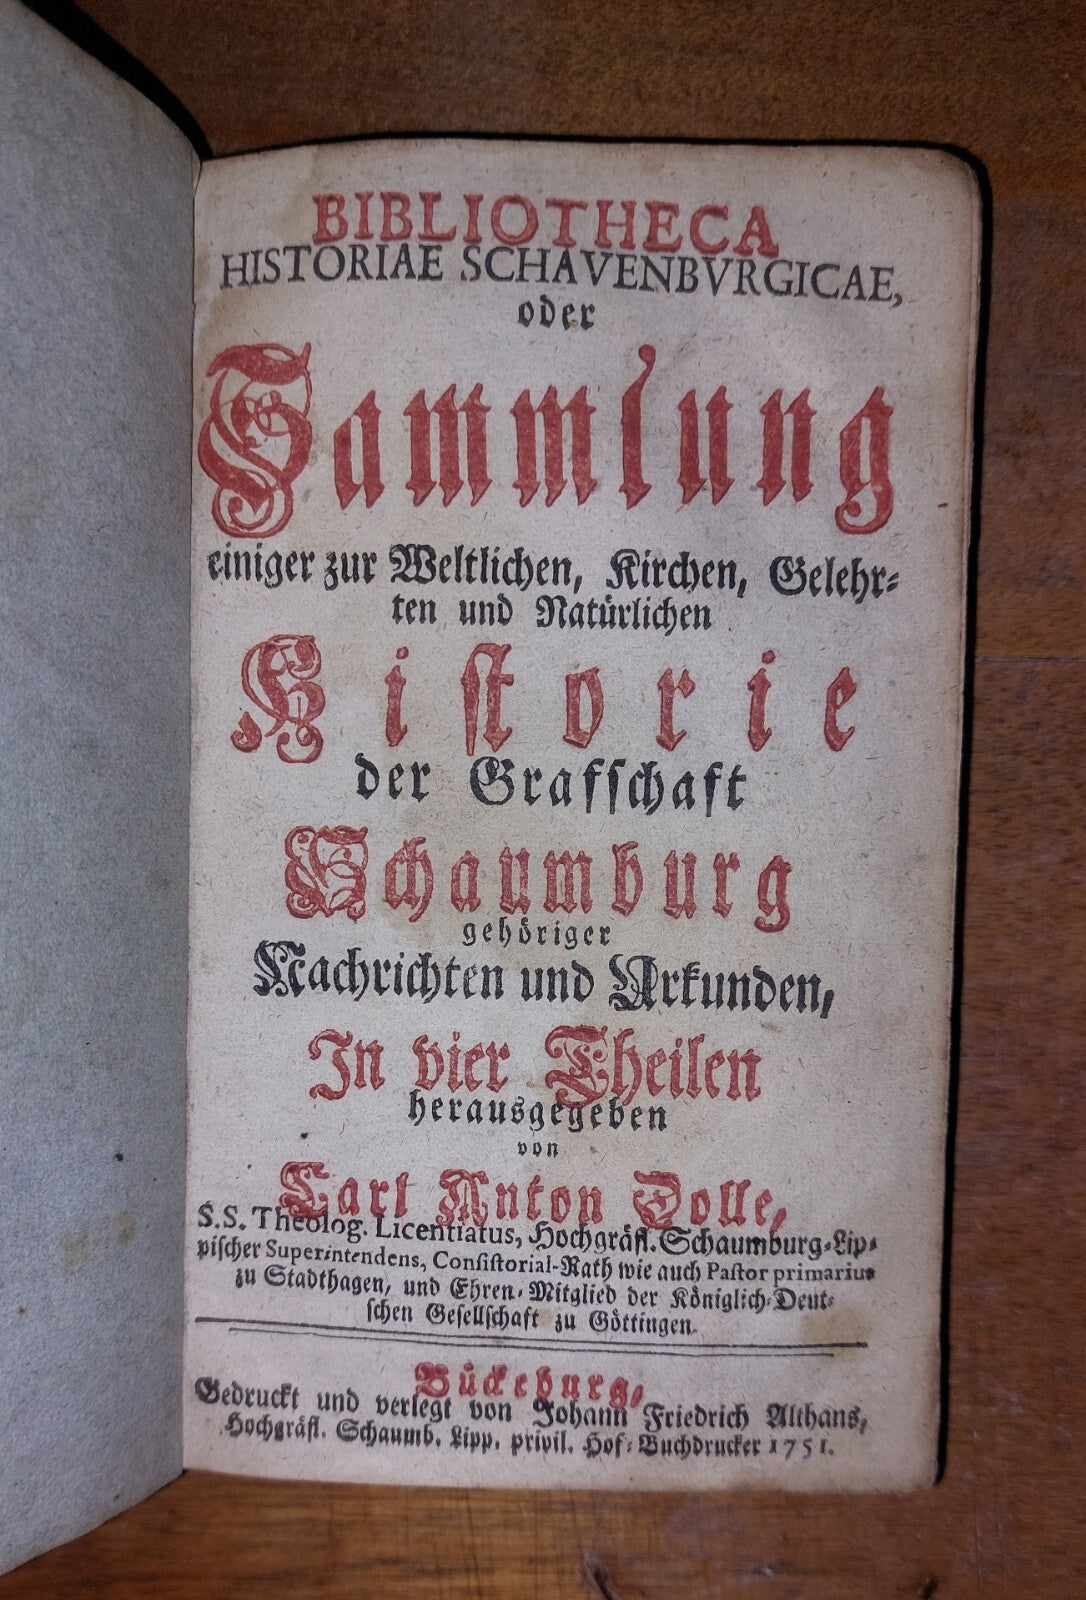 BIBLIOTHECA
HISTORIAE SCHAVENBVRGICAE,
oder
Sammlung
einiger zur Weltlichen, Kirchen, Gelehr-
ten und Natürlichen
Historie
der Grafschaft
Schaumburg
gehöriger
Nachrichten und Urkunden,
In vier Theilen
herausgegeben
von
Carl Anton Dolle,
S.S. Theolog. Licentiatus, Hochgräfl. Schaumburg-Lip-
pischer Superintendens, Consistorial-Rath wie auch Pastor primarius
zu Stadthagen, und Ehren-Mitglied der Königlich-Deut-
schen Gesellschaft zu Göttingen.
Bückeburg,
Gedruckt und verlegt von Johann Friedrich Althans,
Hochgräfl. Schaumb. Lipp. privil. Hof-Buchdrucker 1751.